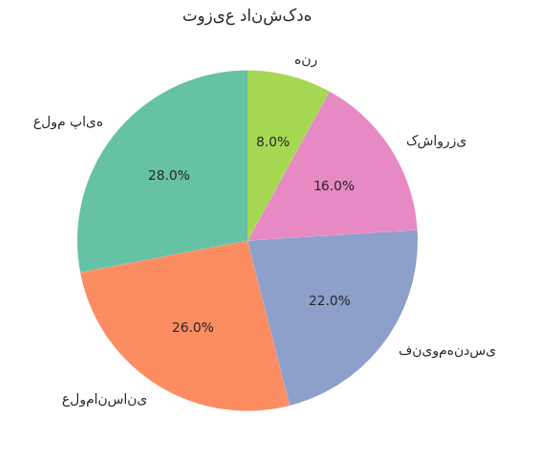 توزیع دانشکده
هنر
علوم پایه
کشاورزی
8.0%
28.0%
16.0%
22.0%
26.0%
فنیومهندسی
علومانسانی